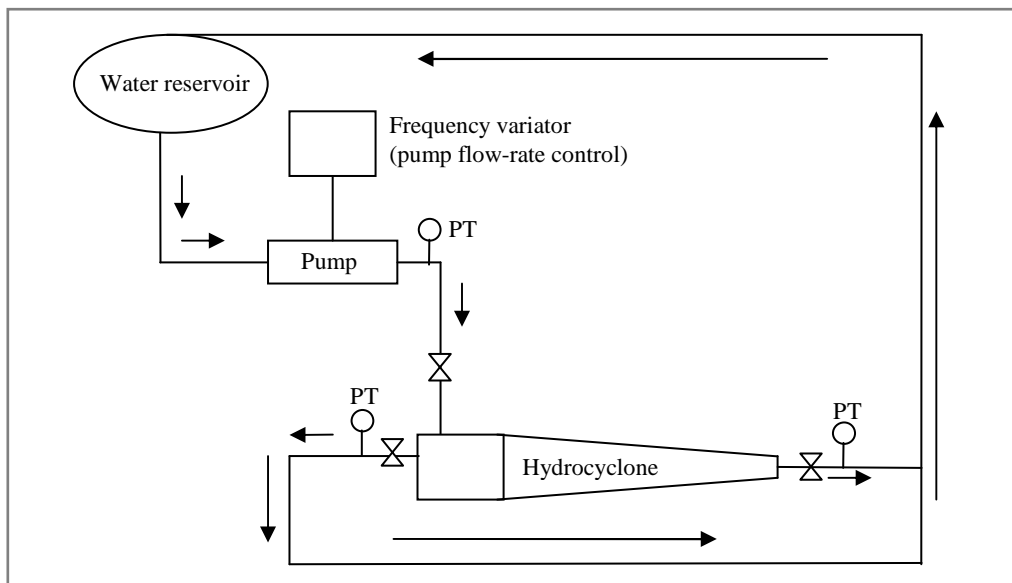 Water reservoir
Frequency variator
(pump flow-rate control)
PT
Pump
PT
PT
Hydrocyclone